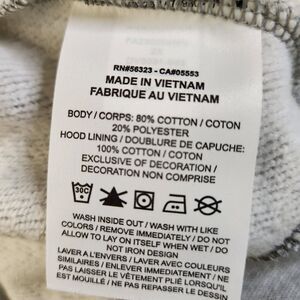 RN#56323 - CA#05553
MADE IN VIETNAM
FABRIQUE AU VIETNAM
BODY / CORPS: 80% COTTON / COTON
20% POLYESTER
HOOD LINING / DOUBLURE DE CAPUCHE:
100% COTTON / COTON
EXCLUSIVE OF DECORATION /
DECORATION NON COMPRISE
30C
WASH INSIDE OUT / WASH WITH LIKE
COLORS / REMOVE IMMEDIATELY / DO NOT
ALLOW TO LAY ON ITSELF WHEN WET / DO
NOT IRON DESIGN
LAVER A L'ENVERS / LAVER AVEC COULEURS
SIMILAIRES / ENLEVER IMMEDIATEMENT / NE
PAS LAISSER LE VÊTEMENT PLIÉ LORSQU'IL
EST MOUILLÉ / NE PAS REPASSER LE DESSIN